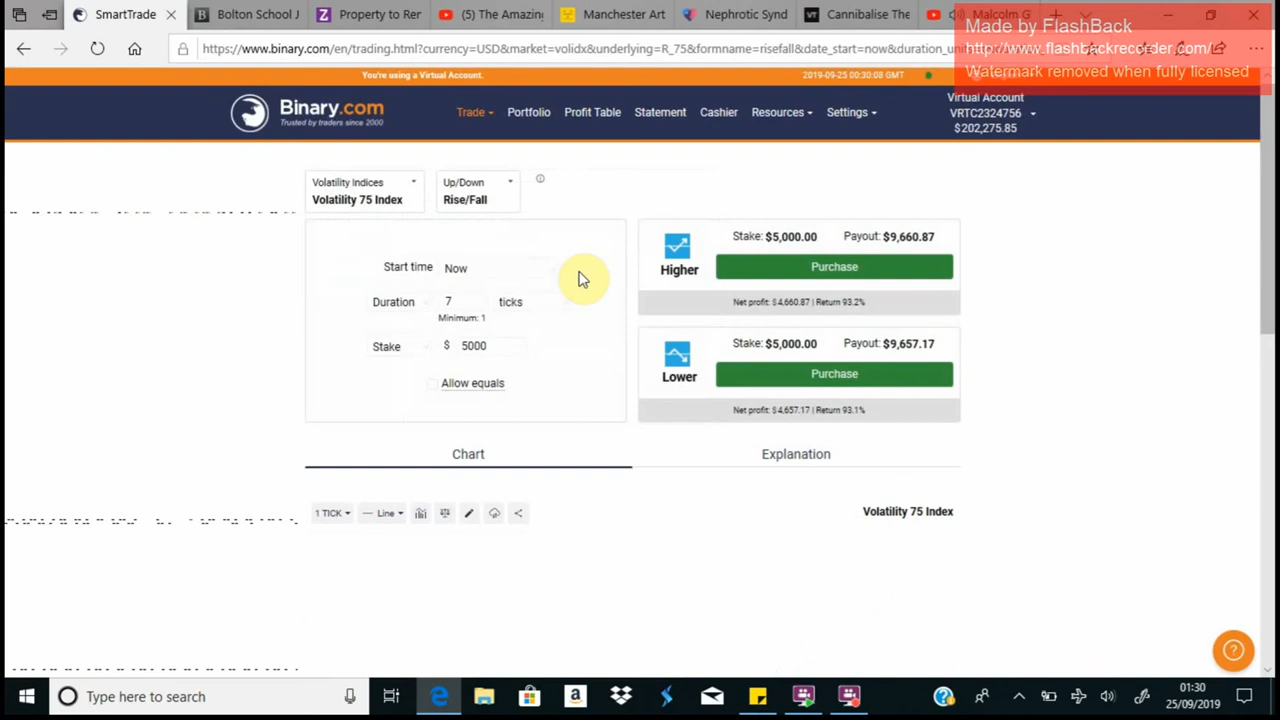 SmartTrade
Bolton School J
Property to Rer
(5) The Amazing
Manchester Art
Nephrotic Synd
Cannibalise The
Malcolm G
Made by FlashBack
http://www.flashbackrecorder.com/
Watermark removed when fully licensed
https://www.binary.com/en/trading.html?currency=USD&market=volidx&underlying=R_75&formname=risefall&date_start=now&duration_un
You're using a Virtual Account.
2019-09-25 00:30:08 GMT
Binary.com
Trusted by traders since 2000
Trade
Portfolio
Profit Table
Statement
Cashier
Resources
Settings
Virtual Account
VRTC2324756
$202,275.85
Volatility Indices
Volatility 75 Index
Up/Down
Rise/Fall
Start time Now
Duration 7 ticks
Minimum: 1
Stake $ 5000
Allow equals
Higher
Stake: $5,000.00 Payout: $9,660.87
Purchase
Net profit: $4,660.87 | Return 93.2%
Lower
Stake: $5,000.00 Payout: $9,657.17
Purchase
Net profit: $4,657.17 | Return 93.1%
Chart
Explanation
1 TICK
Line
Volatility 75 Index
Type here to search
01:30
25/09/2019